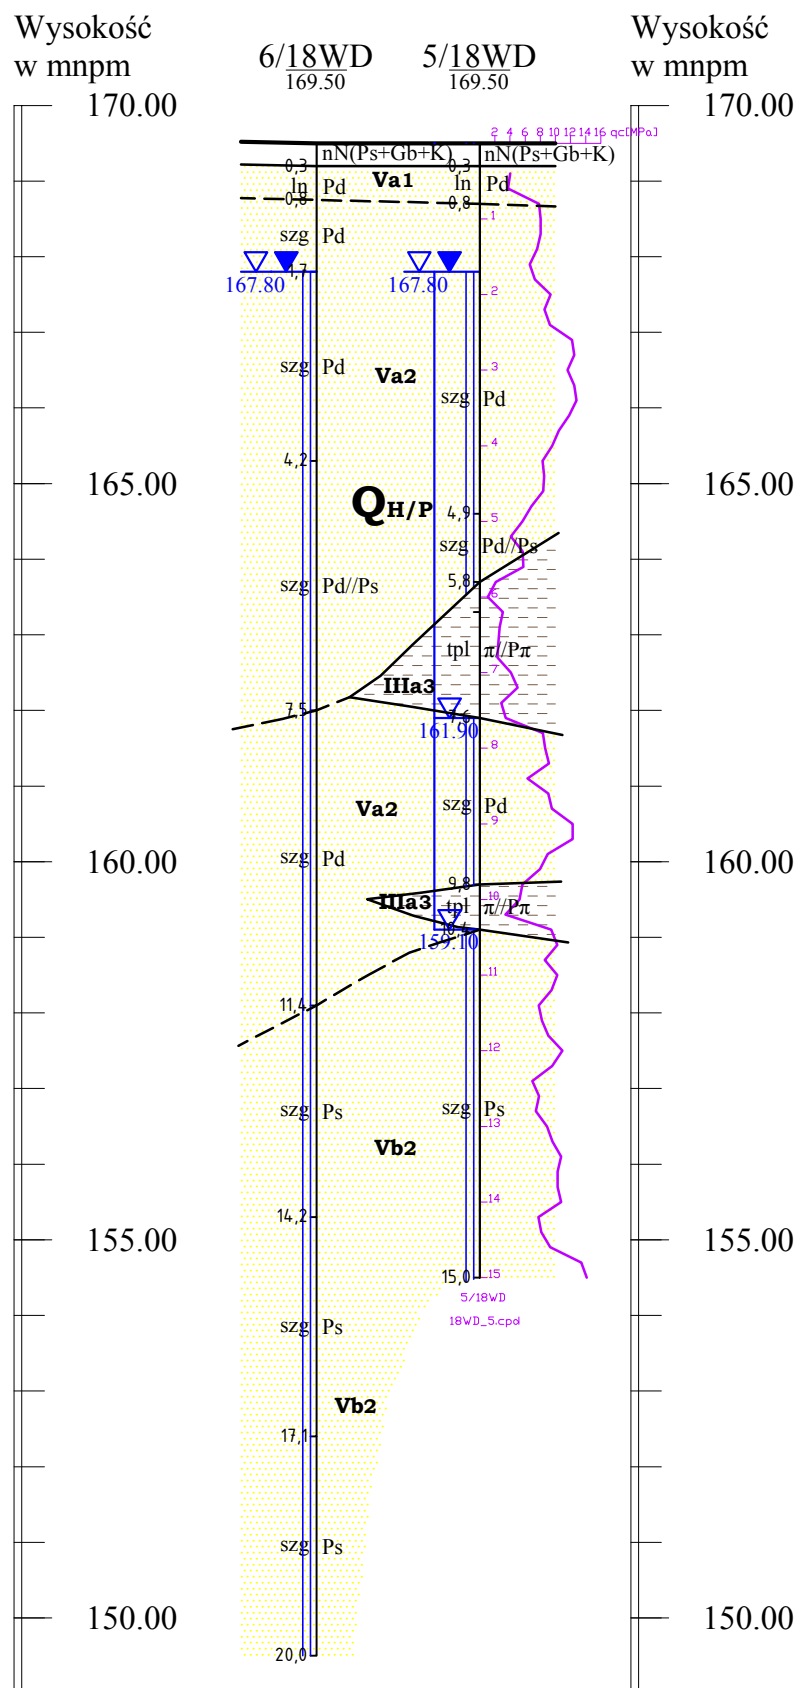 Wysokość
w mnpm
6/18WD
169.50
5/18WD
169.50
Wysokość
w mnpm
170.00
170.00
2 4 6 8 10 12 14 16 qc[MPa]
nN(Ps+Gb+K)
nN(Ps+Gb+K)
0,3
0,3
Va1
ln Pd
ln Pd
0,8
0,8
1
szg Pd
1,7
167.80
167.80
2
szg Pd
Va2
3
szg Pd
4
4,2
165.00
165.00
QH/P
4,9
5
szg Pd//Ps
szg Pd//Ps
5,8
6
tpl π//Pπ
7
IIIa3
7,5
7,6
161.90
8
Va2
szg Pd
9
160.00
160.00
szg Pd
9,8
10
IIIa3
tpl π//Pπ
10,4
159.10
11
11,4
12
szg Ps
szg Ps
13
Vb2
14
14,2
155.00
155.00
15,0
15
5/18WD
18WD_5.cpd
szg Ps
Vb2
17,1
szg Ps
150.00
150.00
20,0